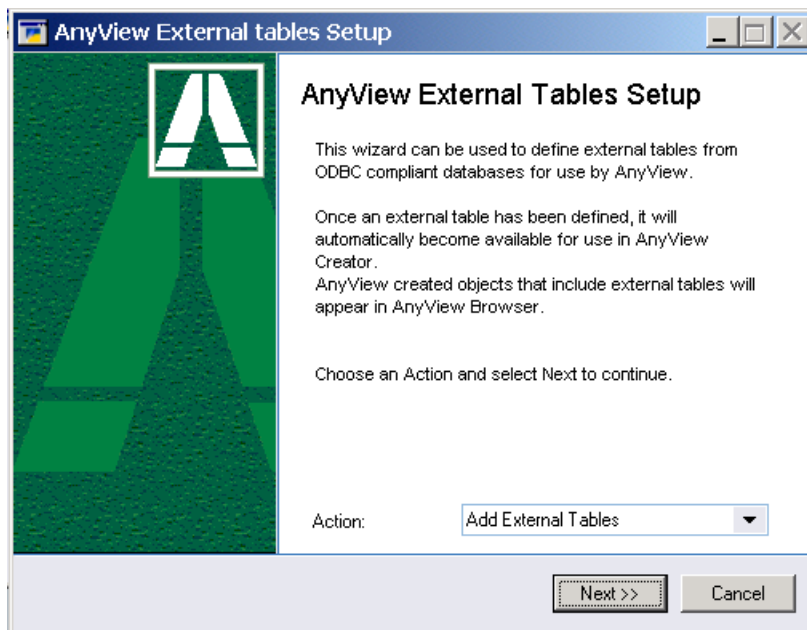 AnyView External tables Setup
AnyView External Tables Setup
This wizard can be used to define external tables from
ODBC compliant databases for use by AnyView.
Once an external table has been defined, it will
automatically become available for use in AnyView
Creator.
AnyView created objects that include external tables will
appear in AnyView Browser.
Choose an Action and select Next to continue.
Action: Add External Tables
Next >> Cancel